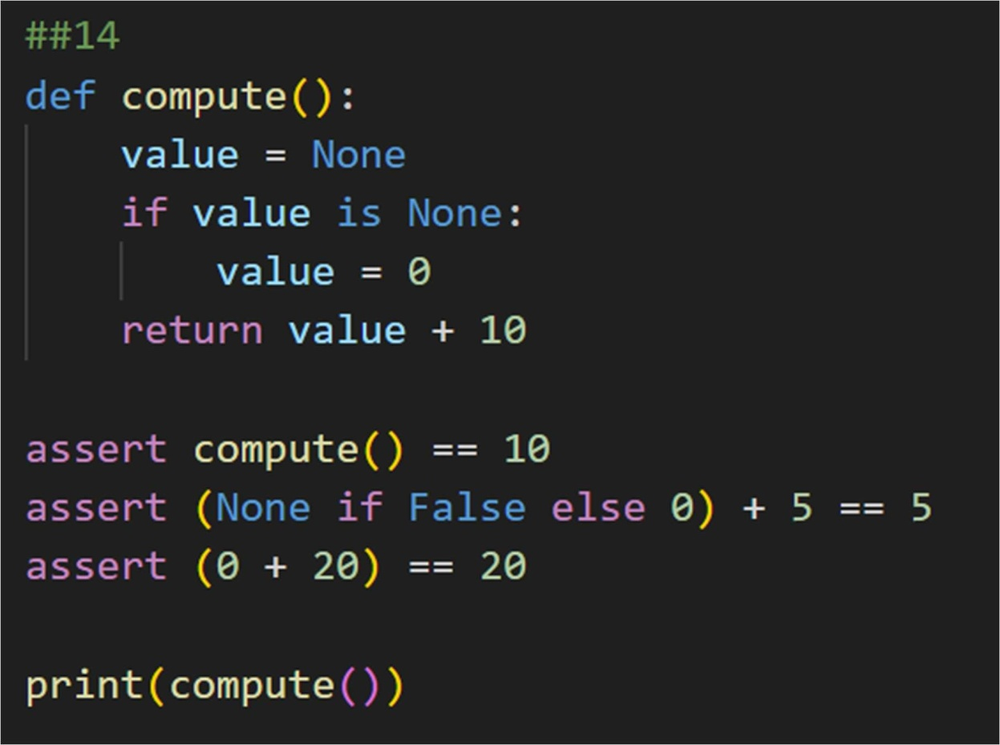 ##14
def compute():
    value = None
    if value is None:
        value = 0
    return value + 10
assert compute() == 10
assert (None if False else 0) + 5 == 5
assert (0 + 20) == 20
print(compute())